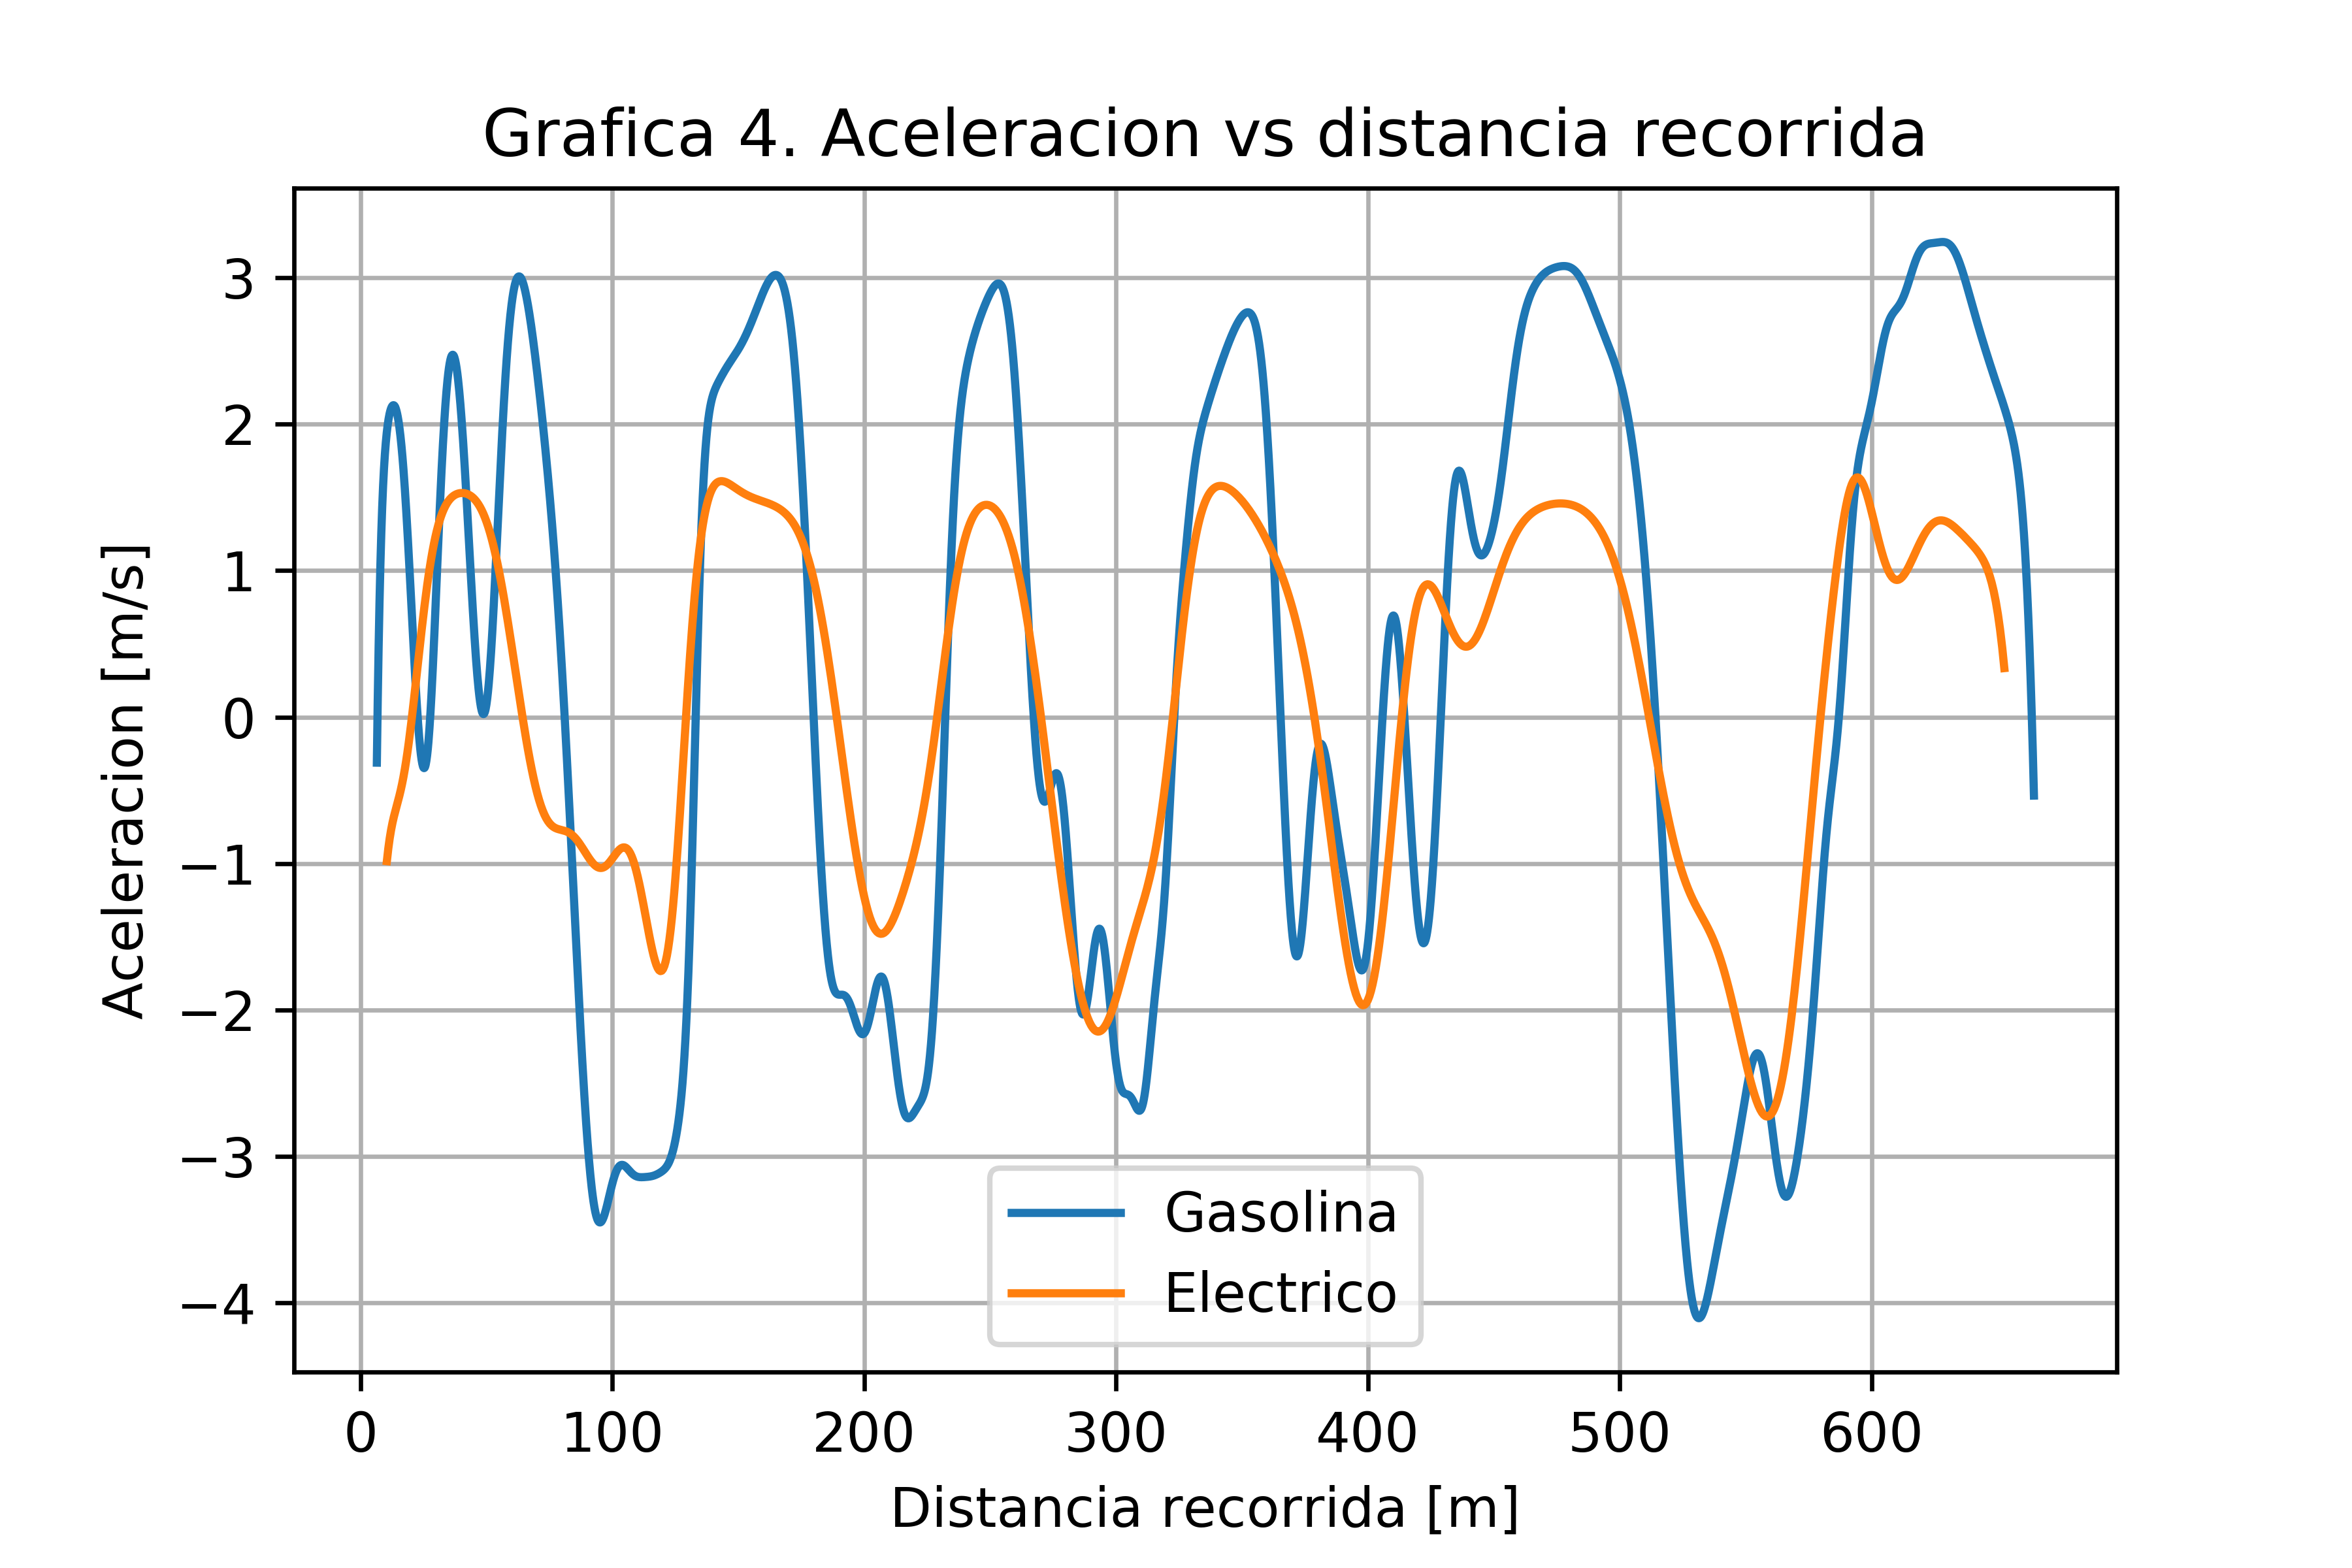 Grafica 4. Aceleracion vs distancia recorrida
Aceleracion [m/s]
3
2
1
0
−1
−2
−3
−4
Gasolina
Electrico
0 100 200 300 400 500 600
Distancia recorrida [m]